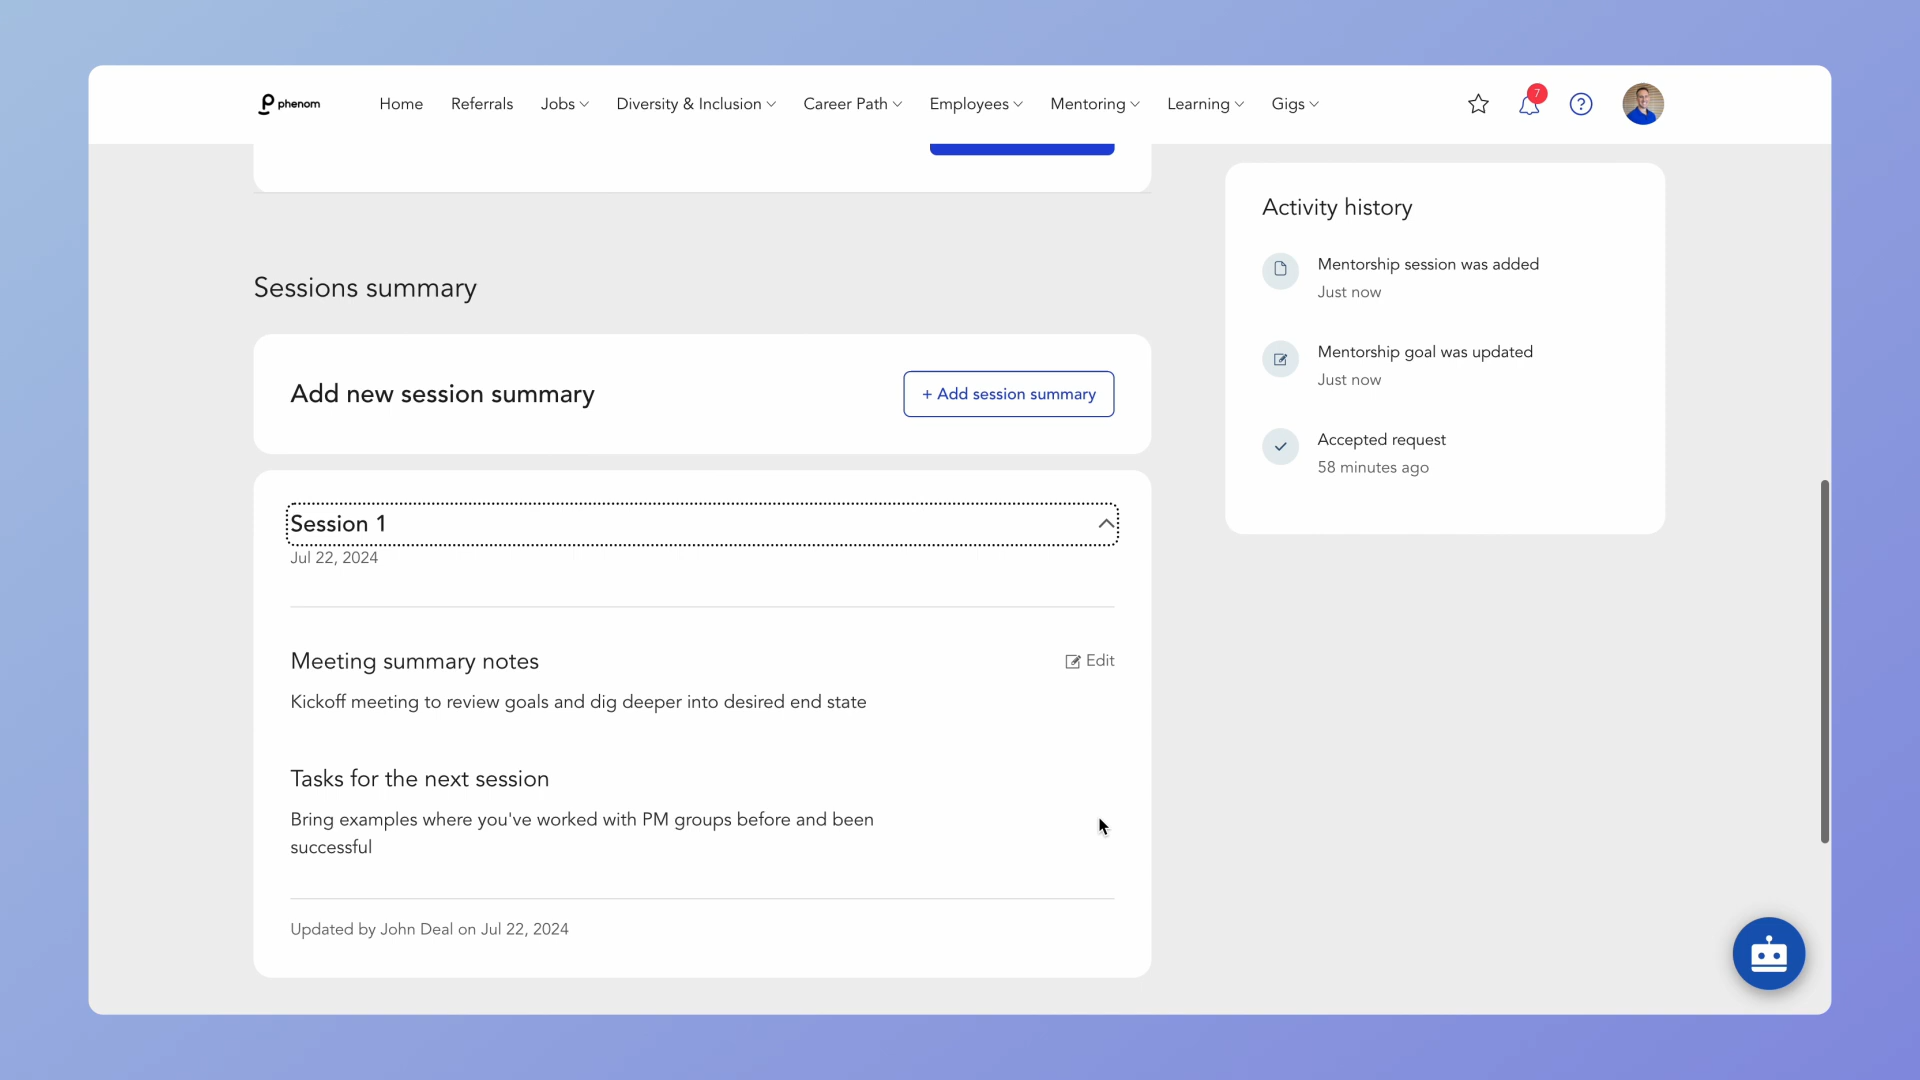 phenom
Home
Referrals
Jobs
Diversity & Inclusion
Career Path
Employees
Mentoring
Learning
Gigs
7
?
Sessions summary
Add new session summary
+ Add session summary
Session 1
Jul 22, 2024
Meeting summary notes
Edit
Kickoff meeting to review goals and dig deeper into desired end state
Tasks for the next session
Bring examples where you've worked with PM groups before and been
successful
Updated by John Deal on Jul 22, 2024
Activity history
Mentorship session was added
Just now
Mentorship goal was updated
Just now
Accepted request
58 minutes ago